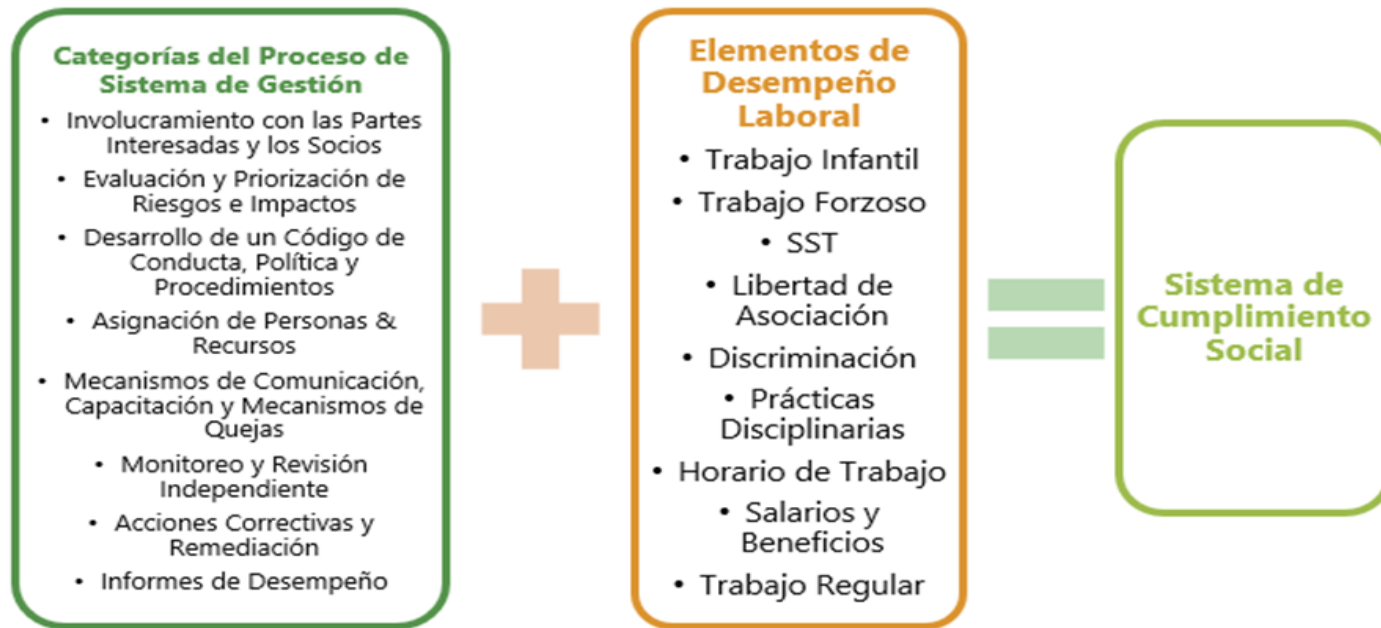 Categorías del Proceso de
Sistema de Gestión
• Involucramiento con las Partes
Interesadas y los Socios
• Evaluación y Priorización de
Riesgos e Impactos
• Desarrollo de un Código de
Conducta, Política y
Procedimientos
• Asignación de Personas &
Recursos
• Mecanismos de Comunicación,
Capacitación y Mecanismos de
Quejas
• Monitoreo y Revisión
Independiente
• Acciones Correctivas y
Remediación
• Informes de Desempeño
Elementos de
Desempeño
Laboral
• Trabajo Infantil
• Trabajo Forzoso
• SST
• Libertad de
Asociación
• Discriminación
• Prácticas
Disciplinarias
• Horario de Trabajo
• Salarios y
Beneficios
• Trabajo Regular
Sistema de
Cumplimiento
Social